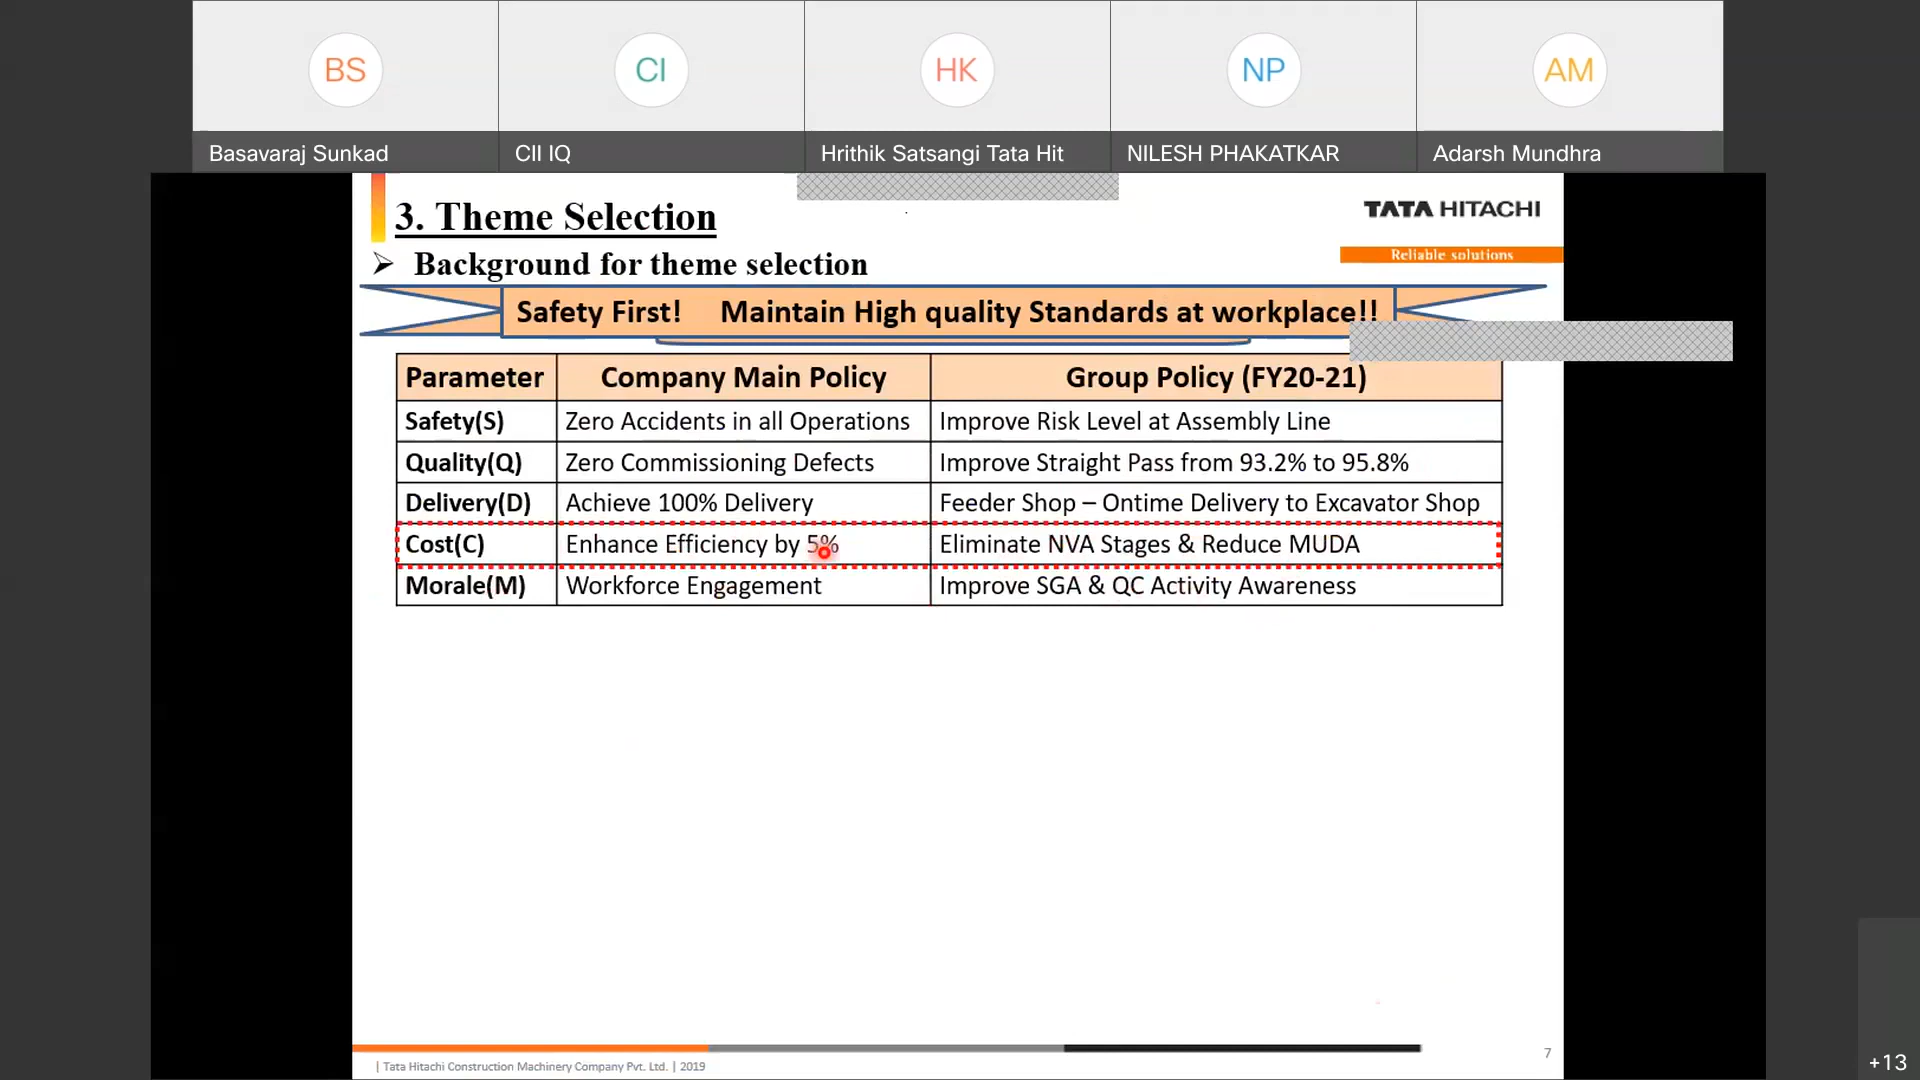 BS
CI
HK
NP
AM
Basavaraj Sunkad
CII IQ
Hrithik Satsangi Tata Hit
NILESH PHAKATKAR
Adarsh Mundhra
3. Theme Selection
TATA HITACHI
Reliable solutions
➢ Background for theme selection
Safety First! Maintain High quality Standards at workplace!!
Parameter Company Main Policy Group Policy (FY20-21)
Safety(S) Zero Accidents in all Operations Improve Risk Level at Assembly Line
Quality(Q) Zero Commissioning Defects Improve Straight Pass from 93.2% to 95.8%
Delivery(D) Achieve 100% Delivery Feeder Shop – Ontime Delivery to Excavator Shop
Cost(C) Enhance Efficiency by 5% Eliminate NVA Stages & Reduce MUDA
Morale(M) Workforce Engagement Improve SGA & QC Activity Awareness
| Tata Hitachi Construction Machinery Company Pvt. Ltd. | 2019
7
+13